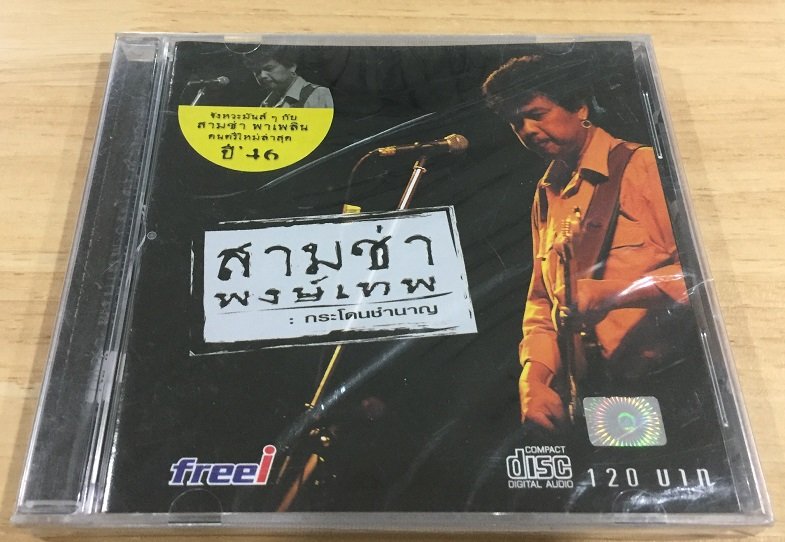 จังหวะมันส์ ๆ กับ
สามช่า พาเพลิน
ดนตรีใหม่ล่าสุด
ปี '46
สามช่า
พงษ์เทพ
: กระโดนชำนาญ
freei
COMPACT
disc
DIGITAL AUDIO
120 บาท